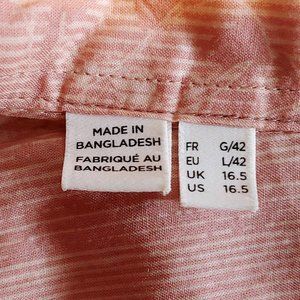 MADE IN
BANGLADESH
FABRIQUÉ AU
BANGLADESH
FR G/42
EU L/42
UK 16.5
US 16.5